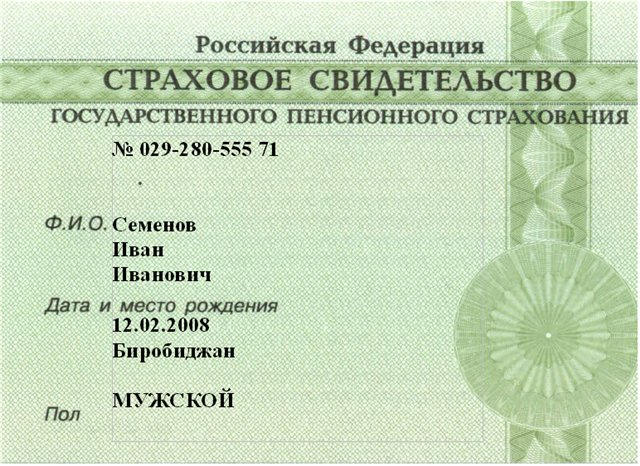 Российская Федерация
СТРАХОВОЕ СВИДЕТЕЛЬСТВО
ГОСУДАРСТВЕННОГО ПЕНСИОННОГО СТРАХОВАНИЯ
№ 029-280-555 71
Ф.И.О. Семенов
Иван
Иванович
Дата и место рождения
12.02.2008
Биробиджан
МУЖСКОЙ
Пол